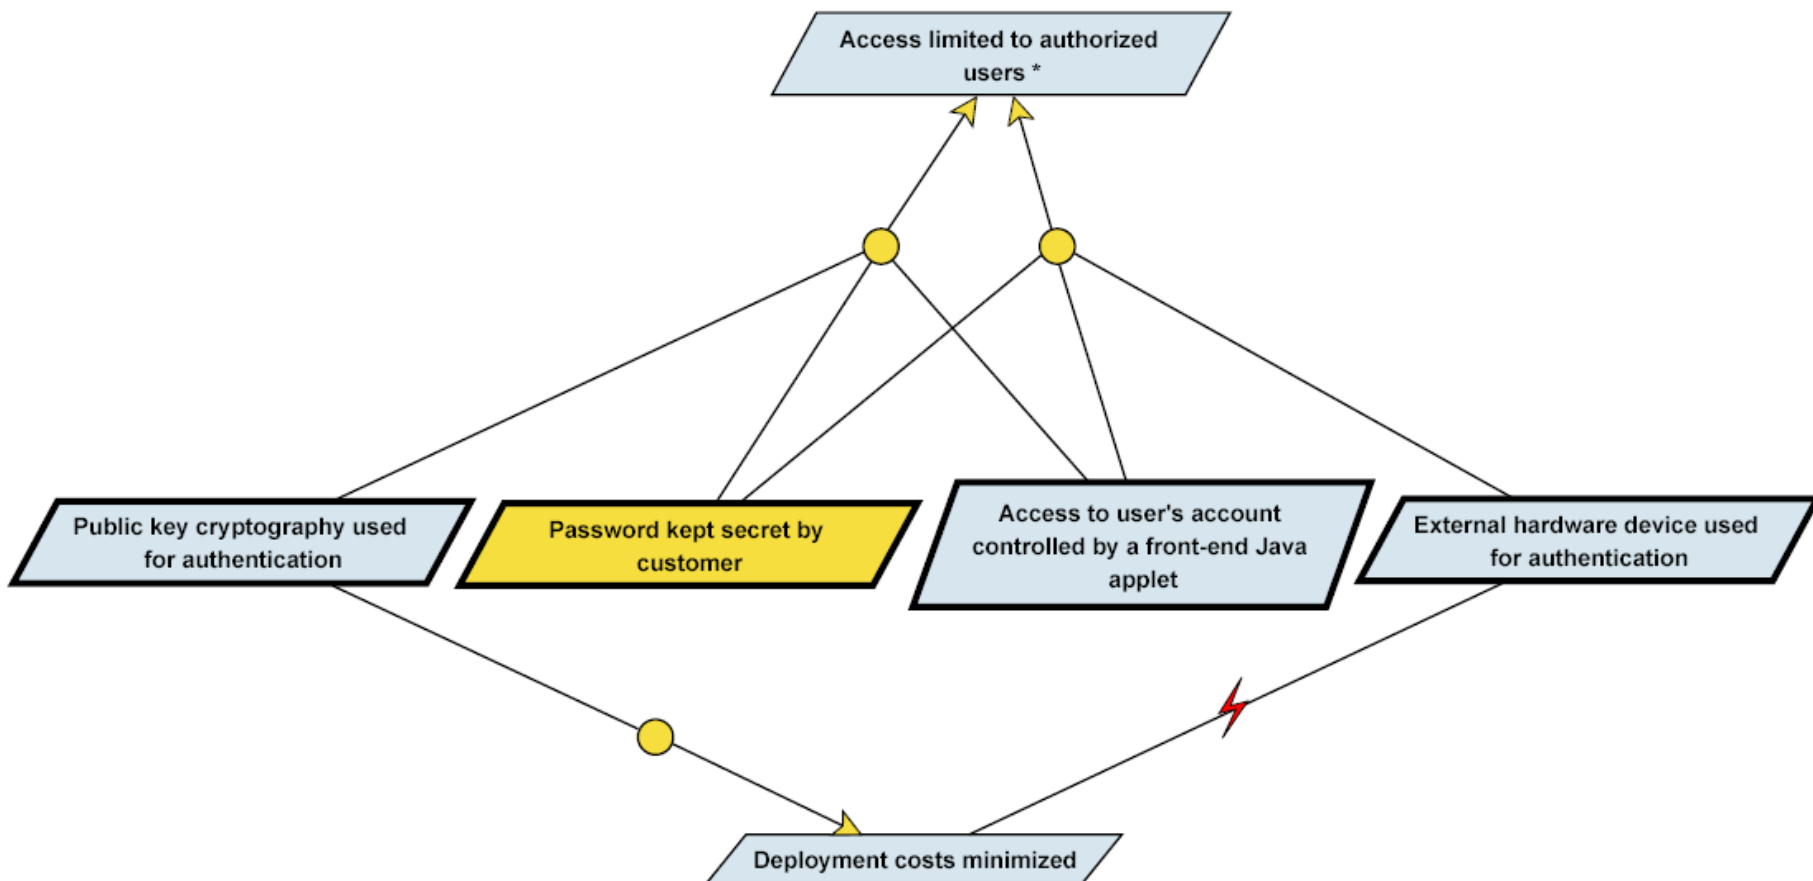 Access limited to authorized
users *
Public key cryptography used
for authentication
Password kept secret by
customer
Access to user's account
controlled by a front-end Java
applet
External hardware device used
for authentication
Deployment costs minimized